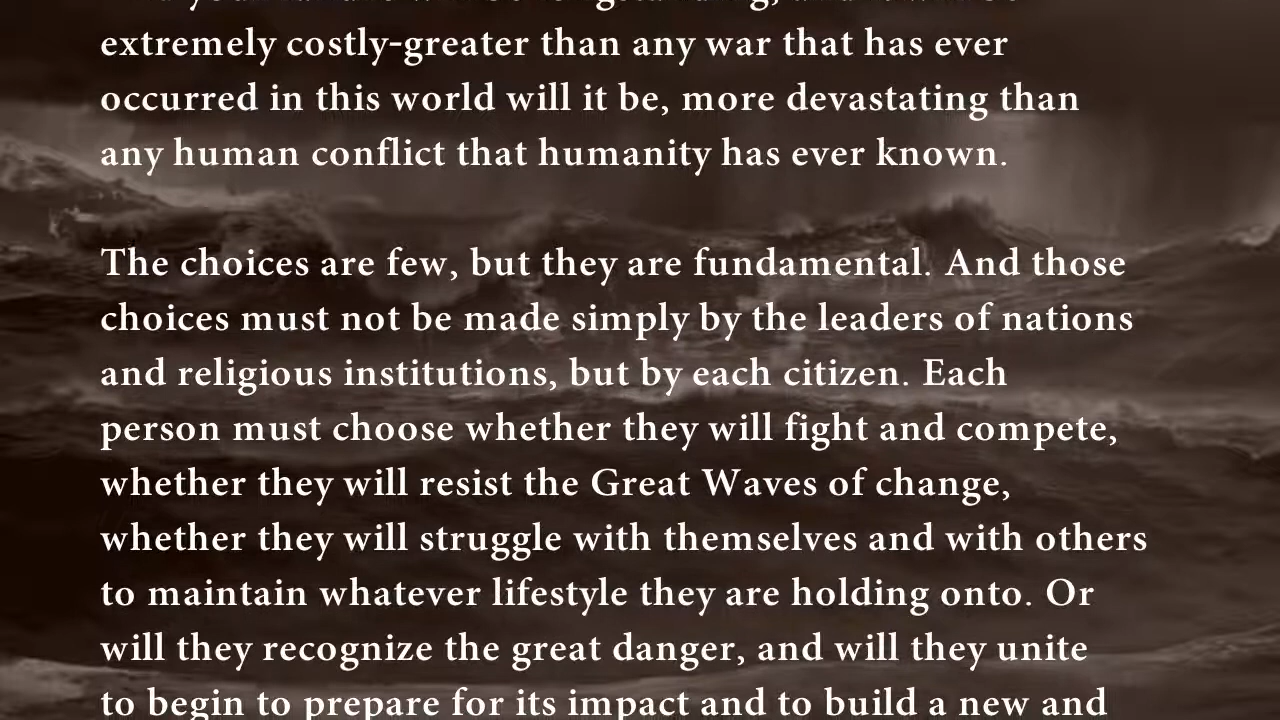 extremely costly-greater than any war that has ever
occurred in this world will it be, more devastating than
any human conflict that humanity has ever known.
The choices are few, but they are fundamental. And those
choices must not be made simply by the leaders of nations
and religious institutions, but by each citizen. Each
person must choose whether they will fight and compete,
whether they will resist the Great Waves of change,
whether they will struggle with themselves and with others
to maintain whatever lifestyle they are holding onto. Or
will they recognize the great danger, and will they unite
to begin to prepare for its impact and to build a new and